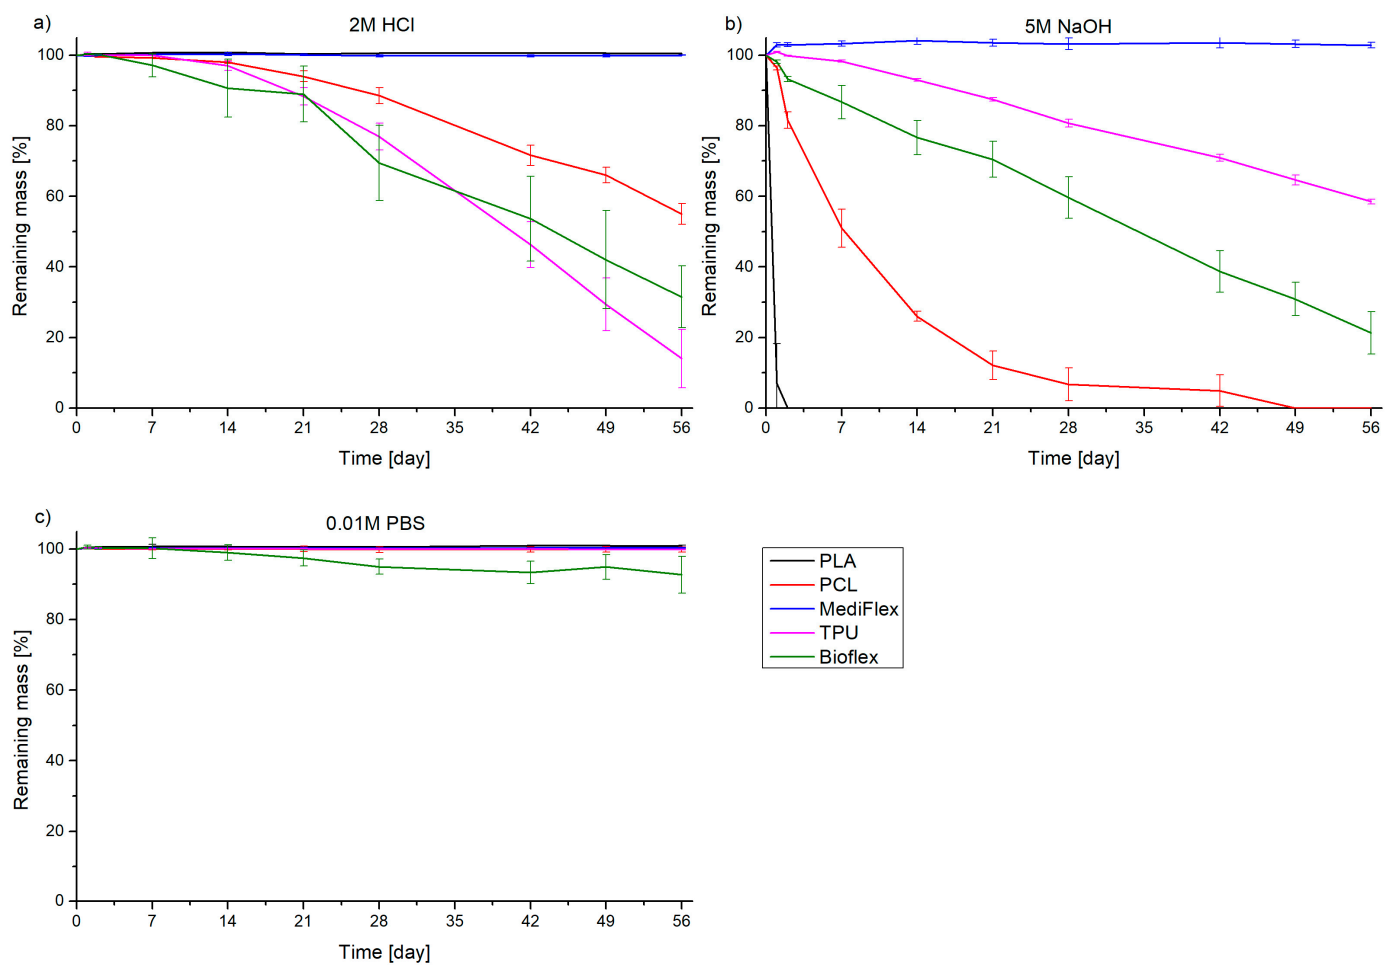 a)
2M HCl
Remaining mass [%]
100
80
60
40
20
0
0 7 14 21 28 35 42 49 56
Time [day]
b)
5M NaOH
Remaining mass [%]
100
80
60
40
20
0
0 7 14 21 28 35 42 49 56
Time [day]
c)
0.01M PBS
Remaining mass [%]
100
80
60
40
20
0
0 7 14 21 28 35 42 49 56
Time [day]
PLA
PCL
MediFlex
TPU
Bioflex